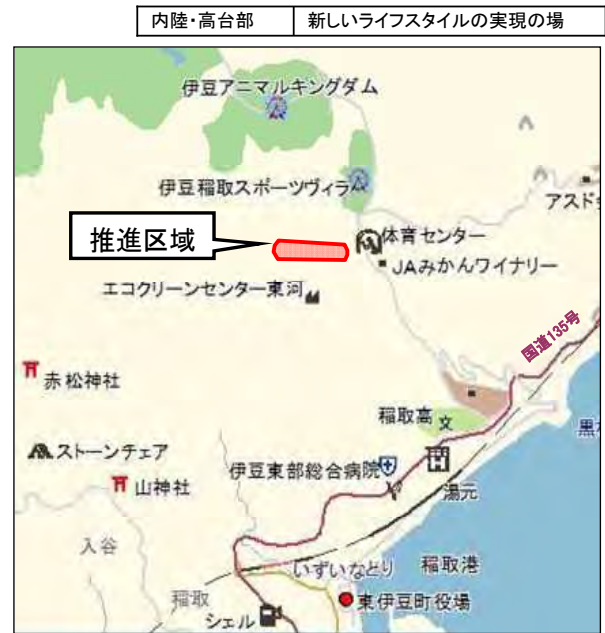 内陸・高台部 新しいライフスタイルの実現の場
伊豆アニマルキングダム
伊豆稲取スポーツヴィラ
アスド
推進区域
体育センター
JAみかんワイナリー
エコクリーンセンター東河
国道135号
赤松神社
稲取高
文
黒
ストーンチェア
伊豆東部総合病院
山神社
湯元
入谷
いずいなとり
稲取港
稲取
東伊豆町役場
シェル